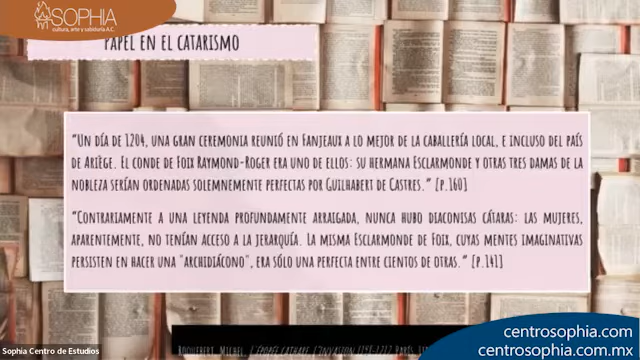 SOPHIA
cultura, arte y sabiduría A.C.
PAPEL EN EL CATARISMO
"UN DÍA DE 1204, UNA GRAN CEREMONIA REUNIÓ EN FANJEAUX A LO MEJOR DE LA CABALLERÍA LOCAL, E INCLUSO DEL PAÍS
DE ARIÈGE. EL CONDE DE FOIX RAYMOND-ROGER ERA UNO DE ELLOS: SU HERMANA ESCLARMONDE Y OTRAS TRES DAMAS DE LA
NOBLEZA SERÍAN ORDENADAS SOLEMNEMENTE PERFECTAS POR GUILHABERT DE CASTRES." [P.160]
"CONTRARIAMENTE A UNA LEYENDA PROFUNDAMENTE ARRAIGADA, NUNCA HUBO DIACONISAS CÁTARAS: LAS MUJERES,
APARENTEMENTE, NO TENÍAN ACCESO A LA JERARQUÍA. LA MISMA ESCLARMONDE DE FOIX, CUYAS MENTES IMAGINATIVAS
PERSISTEN EN HACER UNA "ARCHIDIÁCONO", ERA SÓLO UNA PERFECTA ENTRE CIENTOS DE OTRAS." [P.141]
ROQUEBERT, MICHEL.
Sophia Centro de Estudios
centrosophia.com
centrosophia.com.mx